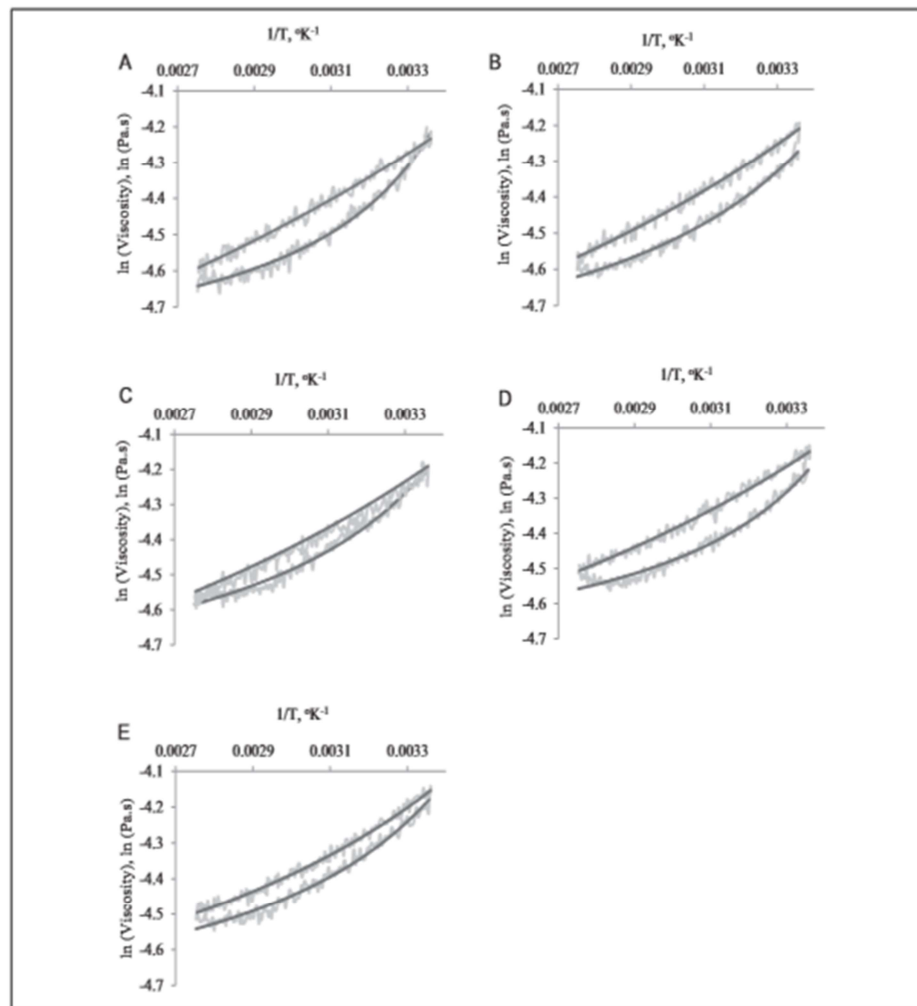 1/T, °K-1
A
0.0027 0.0029 0.0031 0.0033
-4.1
-4.2
-4.3
-4.4
-4.5
-4.6
-4.7
ln (Viscosity), ln (Pa.s)
1/T, °K-1
B
0.0027 0.0029 0.0031 0.0033
-4.1
-4.2
-4.3
-4.4
-4.5
-4.6
-4.7
ln (Viscosity), ln (Pa.s)
1/T, °K-1
C
0.0027 0.0029 0.0031 0.0033
-4.1
-4.2
-4.3
-4.4
-4.5
-4.6
-4.7
ln (Viscosity), ln (Pa.s)
1/T, °K-1
D
0.0027 0.0029 0.0031 0.0033
-4.1
-4.2
-4.3
-4.4
-4.5
-4.6
-4.7
ln (Viscosity), ln (Pa.s)
1/T, °K-1
E
0.0027 0.0029 0.0031 0.0033
-4.1
-4.2
-4.3
-4.4
-4.5
-4.6
-4.7
ln (Viscosity), ln (Pa.s)